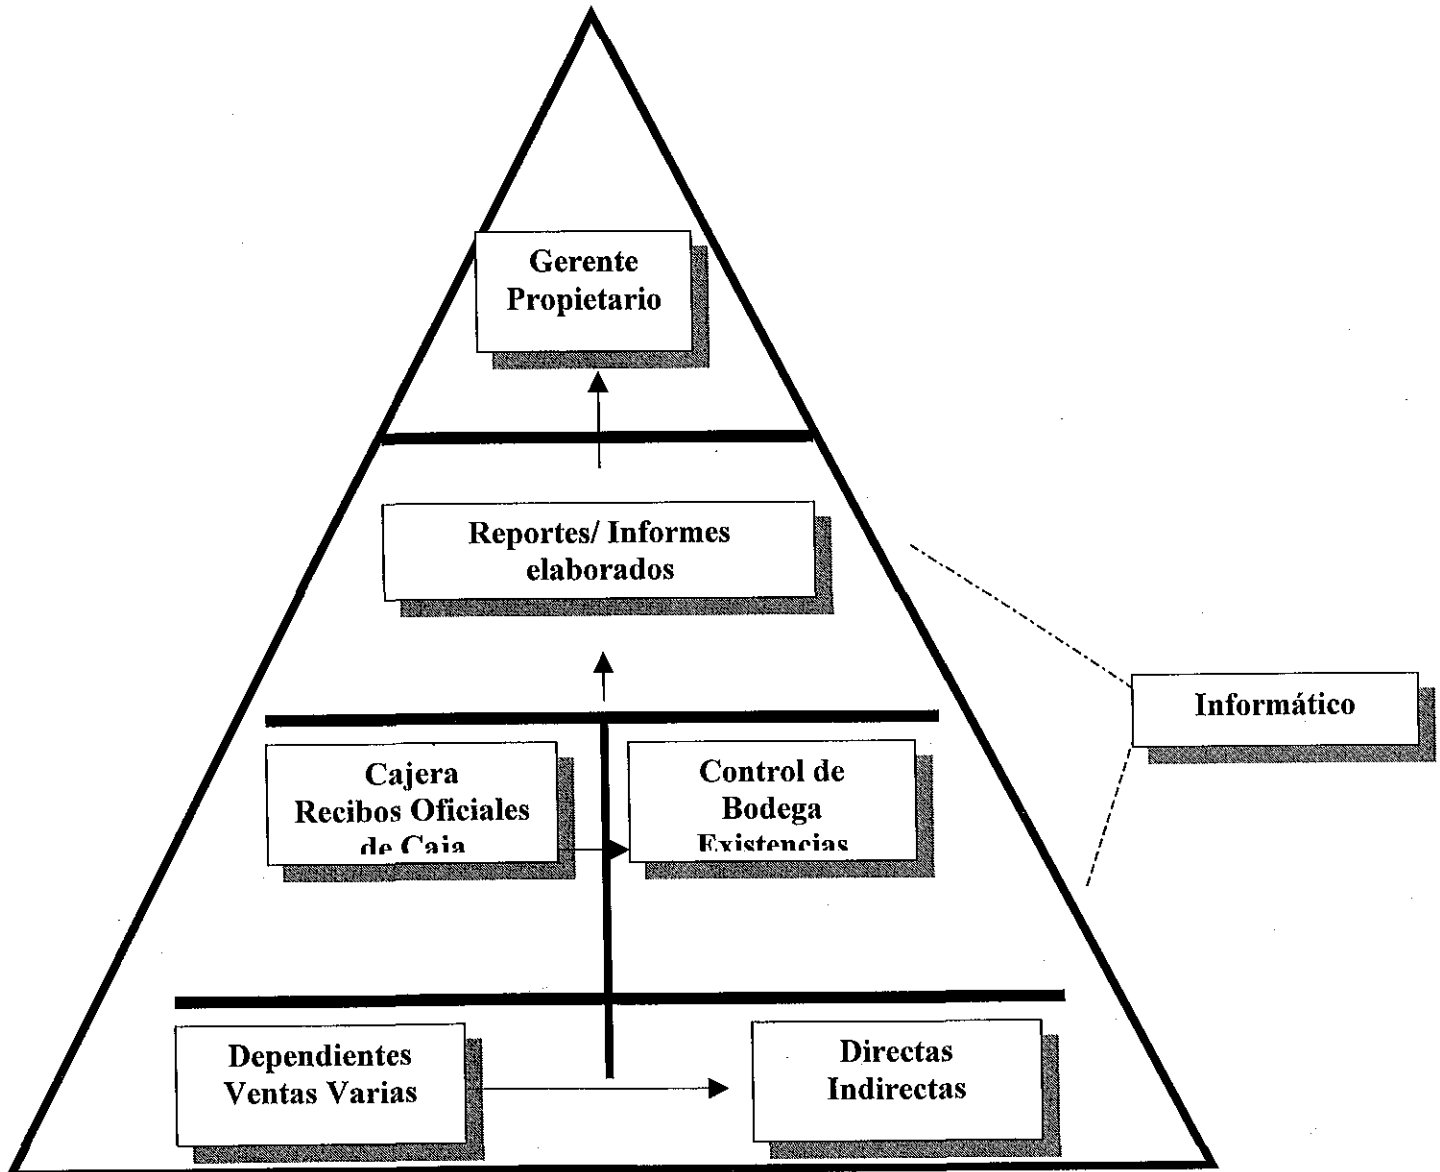 Gerente
Propietario
Reportes/ Informes
elaborados
Informático
Cajera
Recibos Oficiales
de Caja
Control de
Bodega
Existencias
Dependientes
Ventas Varias
Directas
Indirectas